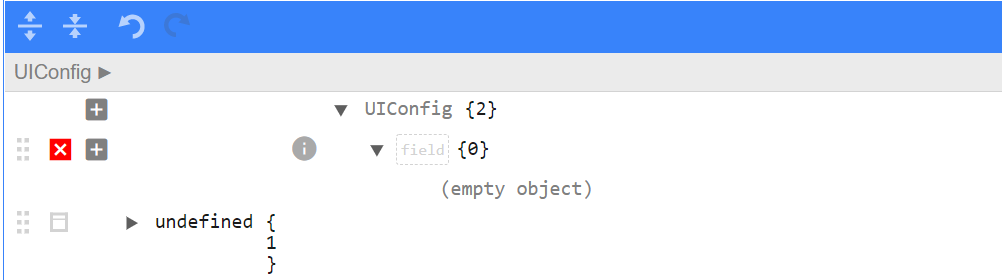 UIConfig ►
UIConfig {2}
field {0}
(empty object)
undefined {
1
}